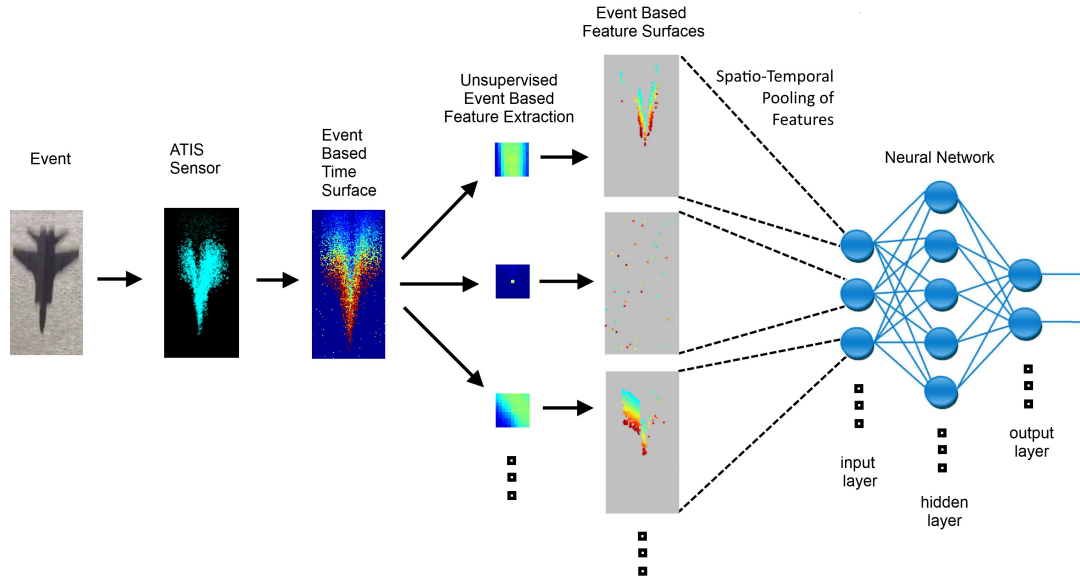 Event
ATIS
Sensor
Event
Based
Time
Surface
Unsupervised
Event Based
Feature Extraction
Event Based
Feature Surfaces
Spatio-Temporal
Pooling of
Features
Neural Network
input
layer
hidden
layer
output
layer